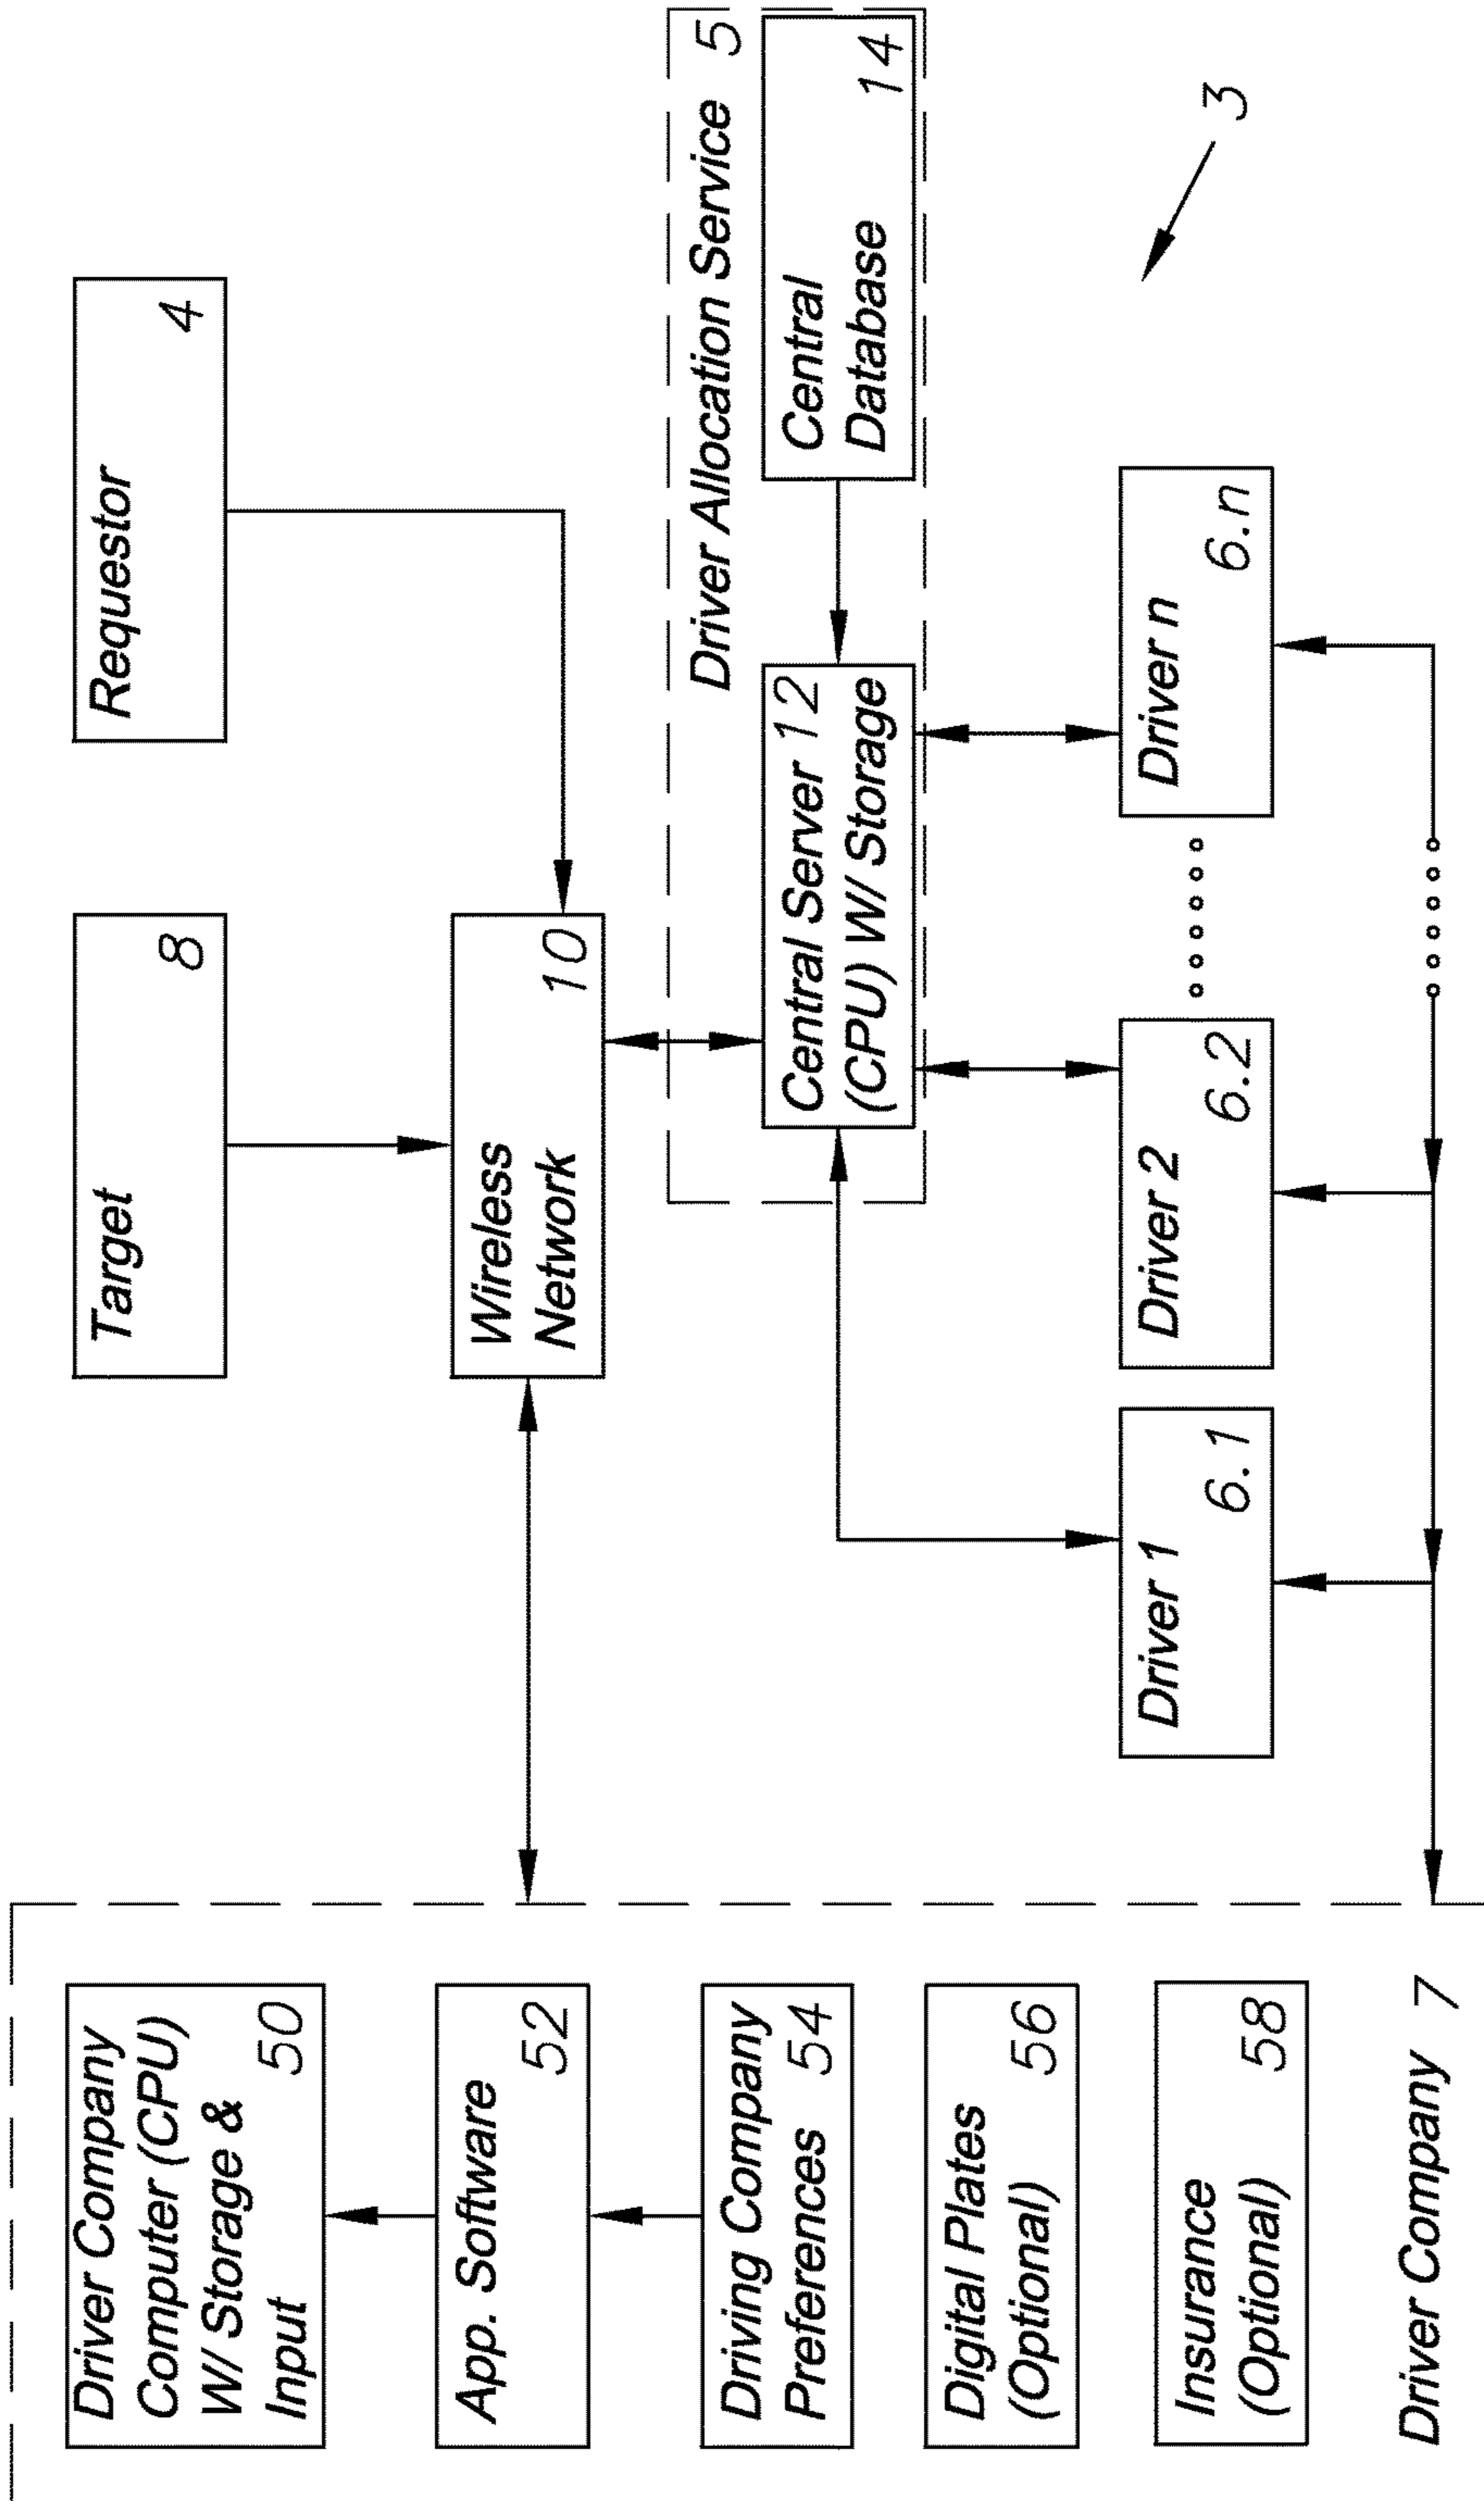 Driver Company
Computer (CPU)
W/ Storage &
Input 50
App. Software
52
Driving Company
Preferences 54
Digital Plates
(Optional) 56
Insurance
(Optional) 58
Driver Company 7
Target
8
Requestor
4
Wireless
Network 10
Driver Allocation Service 5
Central Server 12
(CPU) W/ Storage
Central
Database 14
Driver 1
6.1
Driver 2
6.2
Driver n
6.n
3